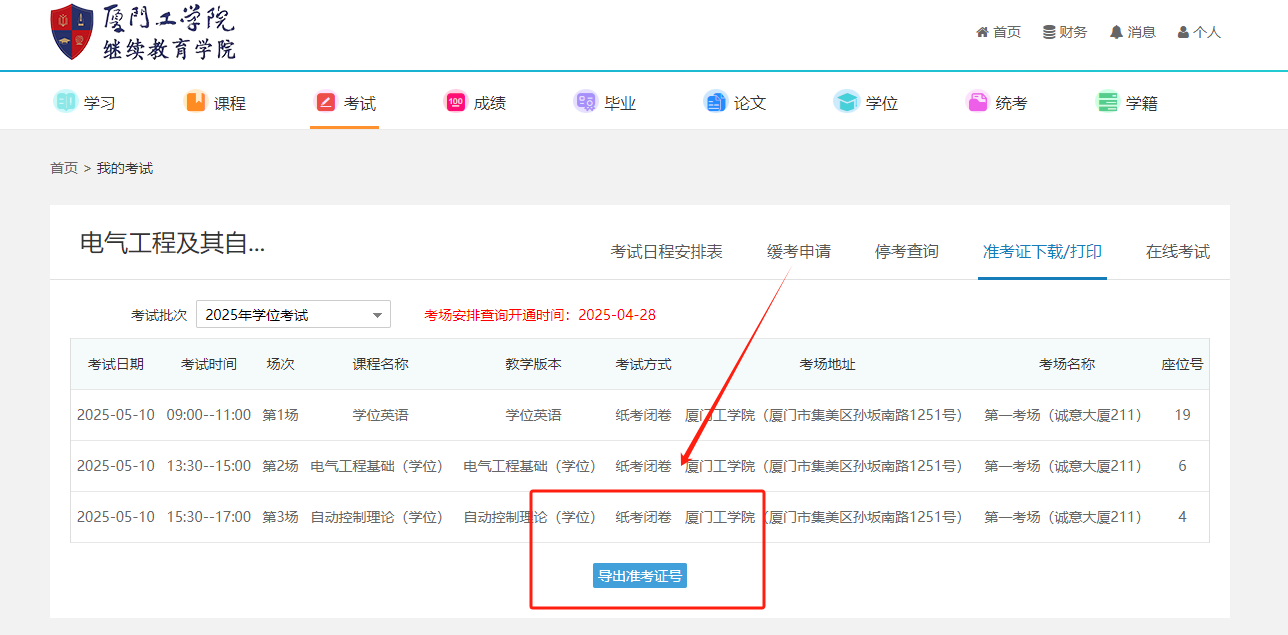 厦门工学院
继续教育学院
首页 财务 消息 个人
学习 课程 考试 100 成绩 毕业 论文 学位 统考 学籍
首页 > 我的考试
电气工程及其自...
考试日程安排表 缓考申请 停考查询 准考证下载/打印 在线考试
考试批次 2025年学位考试 考场安排查询开通时间：2025-04-28
考试日期 考试时间 场次 课程名称 教学版本 考试方式 考场地址 考场名称 座位号
2025-05-10 09:00--11:00 第1场 学位英语 学位英语 纸考闭卷 厦门工学院（厦门市集美区孙坂南路1251号） 第一考场（诚意大厦211） 19
2025-05-10 13:30--15:00 第2场 电气工程基础（学位） 电气工程基础（学位） 纸考闭卷 厦门工学院（厦门市集美区孙坂南路1251号） 第一考场（诚意大厦211） 6
2025-05-10 15:30--17:00 第3场 自动控制理论（学位） 自动控制理论（学位） 纸考闭卷 厦门工学院（厦门市集美区孙坂南路1251号） 第一考场（诚意大厦211） 4
导出准考证号